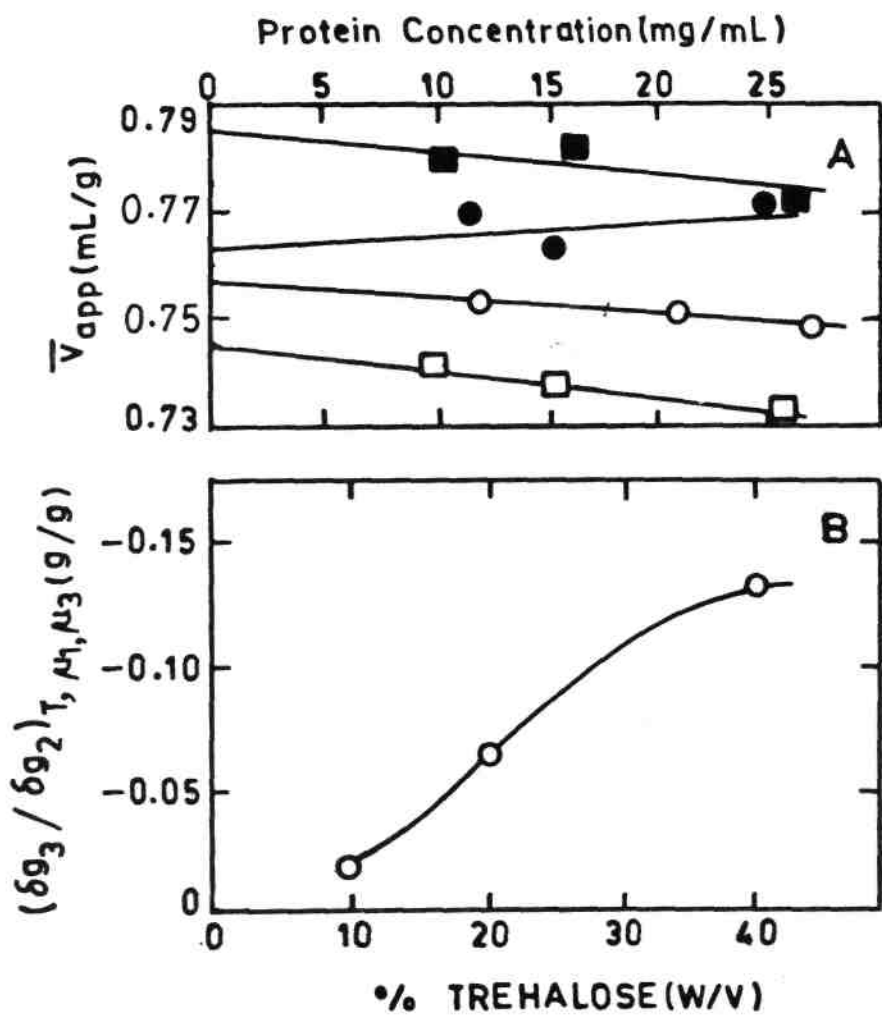 Protein Concentration(mg/mL)
0 5 10 15 20 25
0.79
0.77
0.75
0.73
V̅app(mL/g)
A
-0.15
-0.10
-0.05
0
(δg3 / δg2)T, μ1, μ3 (g/g)
B
0 10 20 30 40
% TREHALOSE(W/V)